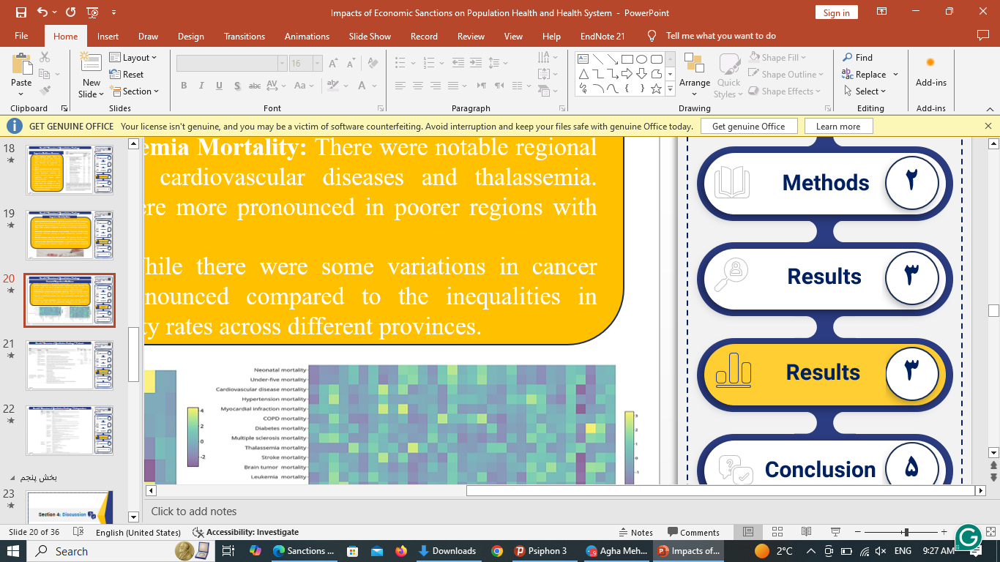 Impacts of Economic Sanctions on Population Health and Health System - PowerPoint
Sign in
File Home Insert Draw Design Transitions Animations Slide Show Record Review View Help EndNote 21 Tell me what you want to do
Paste
Clipboard
New Slide
Layout
Reset
Section
Slides
16
B I U S abc AV Aa A
Font
Paragraph
Arrange
Quick Styles
Shape Fill
Shape Outline
Shape Effects
Drawing
Find
Replace
Select
Editing
Add-ins
Add-ins
GET GENUINE OFFICE Your license isn't genuine, and you may be a victim of software counterfeiting. Avoid interruption and keep your files safe with genuine Office today. Get genuine Office Learn more
18
19
20
21
22
بخش پنجم
23
Section 4: Discussion
emia Mortality: There were notable regional
cardiovascular diseases and thalassemia.
ere more pronounced in poorer regions with
hile there were some variations in cancer
nounced compared to the inequalities in
ty rates across different provinces.
4
2
0
-2
Neonatal mortality
Under-five mortality
Cardiovascular disease mortality
Hypertension mortality
Myocardial infraction mortality
COPD mortality
Diabetes mortality
Multiple sclerosis mortality
Thalassemia mortality
Stroke mortality
Brain tumor mortality
Leukemia mortality
3
2
1
0
-1
Methods ۲
Results ۳
Results ۳
Conclusion ۵
Click to add notes
Slide 20 of 36 English (United States) Accessibility: Investigate Notes Comments
Search Sanctions ... Downloads Psiphon 3 Agha Meh... Impacts of... 2°C ENG 9:27 AM